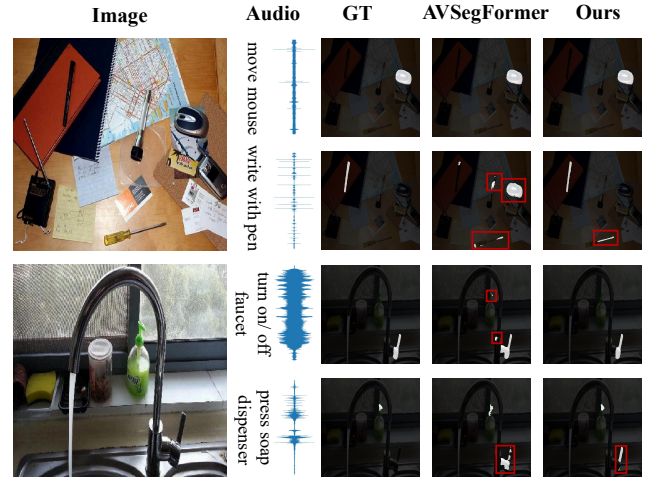 Image Audio GT AVSegFormer Ours
move mouse
write with pen
turn on/ off
faucet
press soap
dispenser